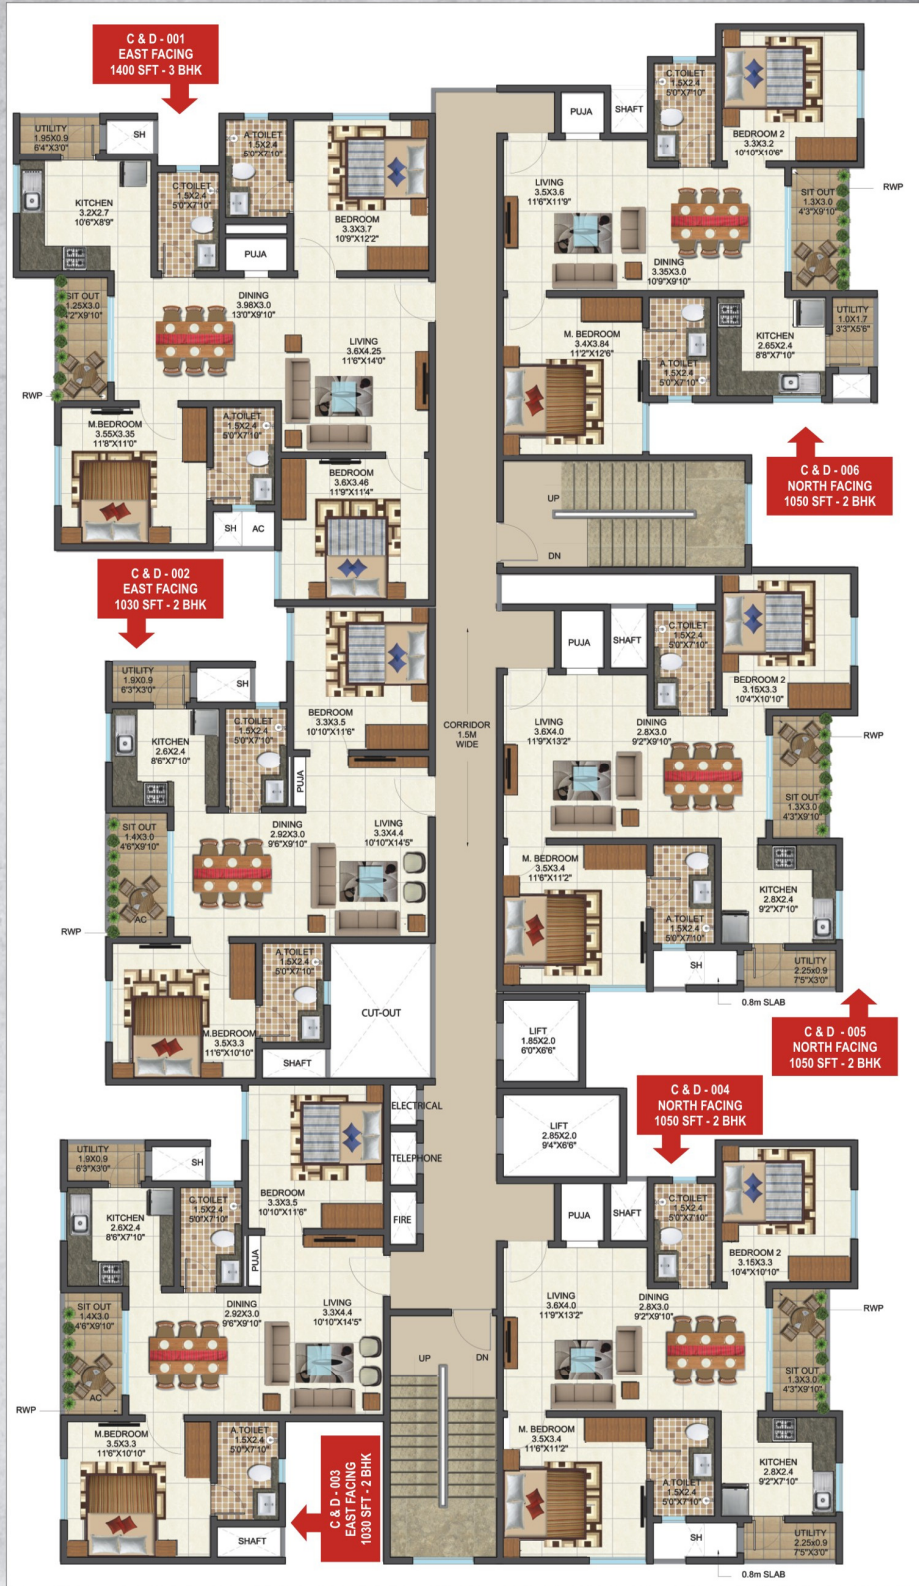 C & D - 001
EAST FACING
1400 SFT - 3 BHK
UTILITY
1.95X0.9
6'4"X3'0"
SH
A.TOILET
1.5X2.4
5'0"X7'10"
C.TOILET
1.5X2.4
5'0"X7'10"
KITCHEN
3.2X2.7
10'6"X8'9"
BEDROOM
3.3X3.7
10'9"X12'2"
PUJA
SIT OUT
1.25X3.0
4'2"X9'10"
DINING
3.98X3.0
13'0"X9'10"
LIVING
3.6X4.25
11'6"X14'0"
RWP
M.BEDROOM
3.55X3.35
11'8"X11'0"
A.TOILET
1.5X2.4
5'0"X7'10"
BEDROOM
3.6X3.46
11'9"X11'4"
SH
AC
C & D - 002
EAST FACING
1030 SFT - 2 BHK
UTILITY
1.9X0.9
6'3"X3'0"
SH
KITCHEN
2.6X2.4
8'6"X7'10"
C.TOILET
1.5X2.4
5'0"X7'10"
BEDROOM
3.3X3.5
10'10"X11'6"
PUJA
SIT OUT
1.4X3.0
4'6"X9'10"
AC
DINING
2.92X3.0
9'6"X9'10"
LIVING
3.3X4.4
10'10"X14'5"
RWP
A.TOILET
1.5X2.4
5'0"X7'10"
M.BEDROOM
3.5X3.3
11'6"X10'10"
SHAFT
CUT-OUT
ELECTRICAL
TELEPHONE
FIRE
UTILITY
1.9X0.9
6'3"X3'0"
SH
KITCHEN
2.6X2.4
8'6"X7'10"
C.TOILET
1.5X2.4
5'0"X7'10"
BEDROOM
3.3X3.5
10'10"X11'6"
PUJA
SIT OUT
1.4X3.0
4'6"X9'10"
AC
DINING
2.92X3.0
9'6"X9'10"
LIVING
3.3X4.4
10'10"X14'5"
RWP
M.BEDROOM
3.5X3.3
11'6"X10'10"
A.TOILET
1.5X2.4
5'0"X7'10"
SHAFT
C & D - 003
EAST FACING
1030 SFT - 2 BHK
UP
DN
CORRIDOR
1.5M
WIDE
PUJA
SHAFT
C.TOILET
1.5X2.4
5'0"X7'10"
BEDROOM 2
3.3X3.2
10'10"X10'6"
LIVING
3.5X3.6
11'6"X11'9"
SIT OUT
1.3X3.0
4'3"X9'10"
RWP
DINING
3.35X3.0
10'9"X9'10"
M. BEDROOM
3.4X3.84
11'2"X12'6"
A.TOILET
1.5X2.4
5'0"X7'10"
KITCHEN
2.65X2.4
8'8"X7'10"
UTILITY
1.0X1.7
3'3"X5'6"
C & D - 006
NORTH FACING
1050 SFT - 2 BHK
UP
DN
PUJA
SHAFT
C.TOILET
1.5X2.4
5'0"X7'10"
BEDROOM 2
3.15X3.3
10'4"X10'10"
LIVING
3.6X4.0
11'9"X13'2"
DINING
2.8X3.0
9'2"X9'10"
RWP
SIT OUT
1.3X3.0
4'3"X9'10"
M. BEDROOM
3.5X3.4
11'6"X11'2"
A.TOILET
1.5X2.4
5'0"X7'10"
KITCHEN
2.8X2.4
9'2"X7'10"
SH
UTILITY
2.25x0.9
7'5"X3'0"
0.8m SLAB
C & D - 005
NORTH FACING
1050 SFT - 2 BHK
LIFT
1.85X2.0
6'0"X6'6"
LIFT
2.85X2.0
9'4"X6'6"
C & D - 004
NORTH FACING
1050 SFT - 2 BHK
PUJA
SHAFT
C.TOILET
1.5X2.4
5'0"X7'10"
BEDROOM 2
3.15X3.3
10'4"X10'10"
LIVING
3.6X4.0
11'9"X13'2"
DINING
2.8X3.0
9'2"X9'10"
RWP
SIT OUT
1.3X3.0
4'3"X9'10"
M. BEDROOM
3.5X3.4
11'6"X11'2"
A.TOILET
1.5X2.4
5'0"X7'10"
KITCHEN
2.8X2.4
9'2"X7'10"
SH
UTILITY
2.25x0.9
7'5"X3'0"
0.8m SLAB